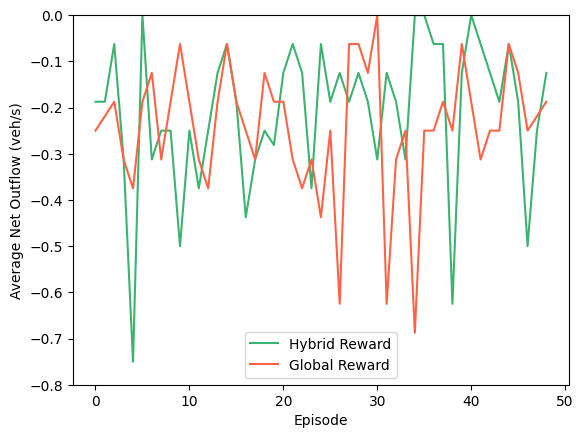 0.0
−0.1
−0.2
−0.3
−0.4
−0.5
−0.6
−0.7
−0.8
Average Net Outflow (veh/s)
Hybrid Reward
Global Reward
0 10 20 30 40 50
Episode